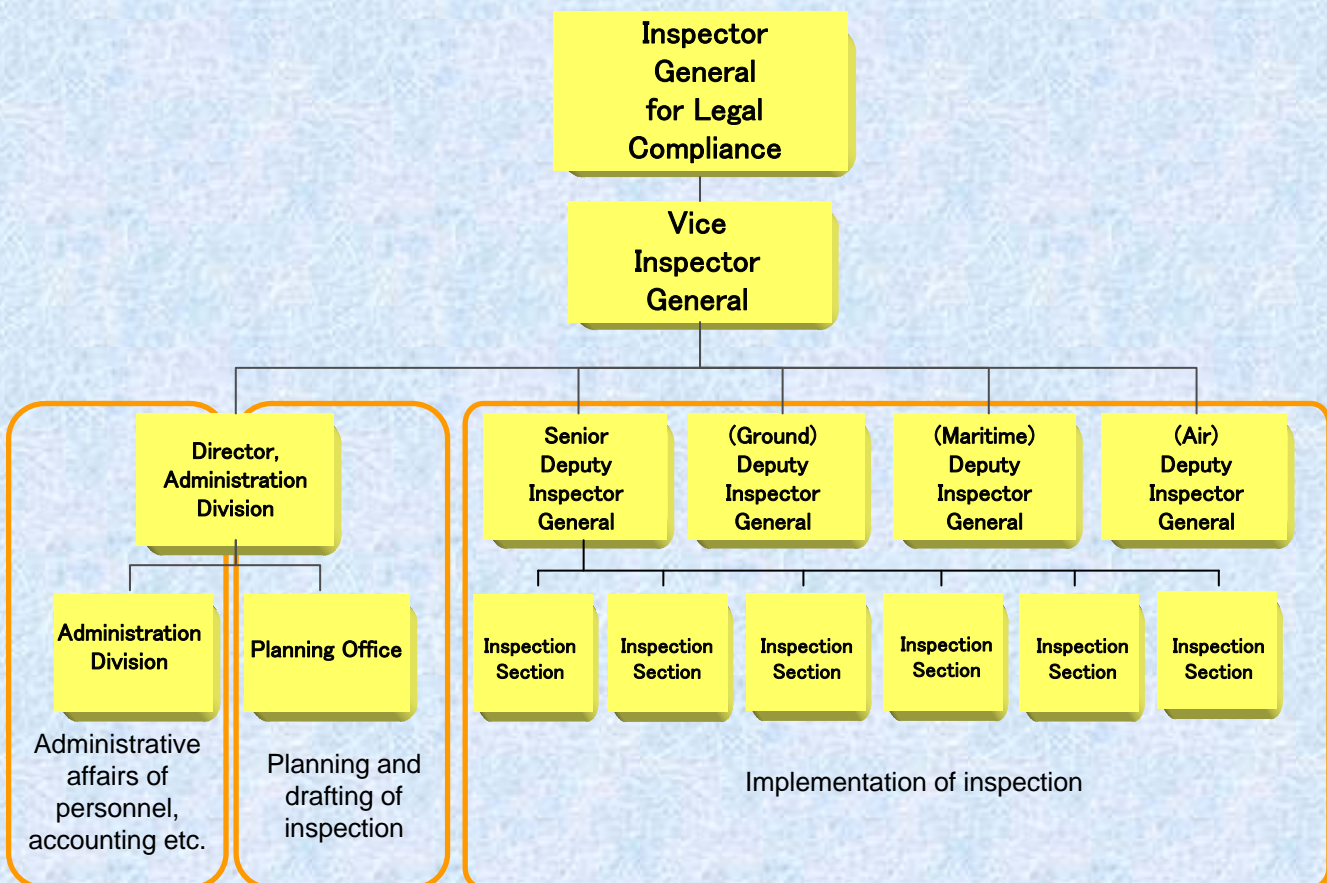 Inspector
General
for Legal
Compliance
Vice
Inspector
General
Director,
Administration
Division
Senior
Deputy
Inspector
General
(Ground)
Deputy
Inspector
General
(Maritime)
Deputy
Inspector
General
(Air)
Deputy
Inspector
General
Administration
Division
Planning Office
Inspection
Section
Inspection
Section
Inspection
Section
Inspection
Section
Inspection
Section
Inspection
Section
Administrative
affairs of
personnel,
accounting etc.
Planning and
drafting of
inspection
Implementation of inspection